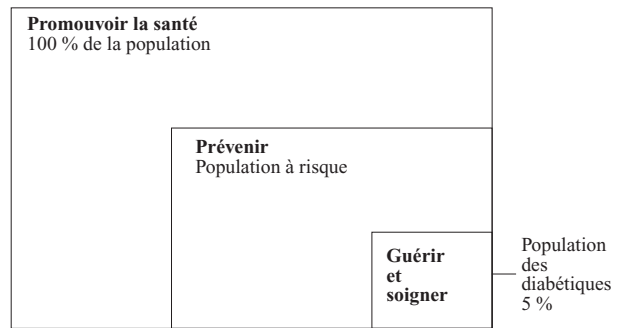 Promouvoir la santé
100 % de la population
Prévenir
Population à risque
Guérir
et
soigner
Population
des
diabétiques
5 %